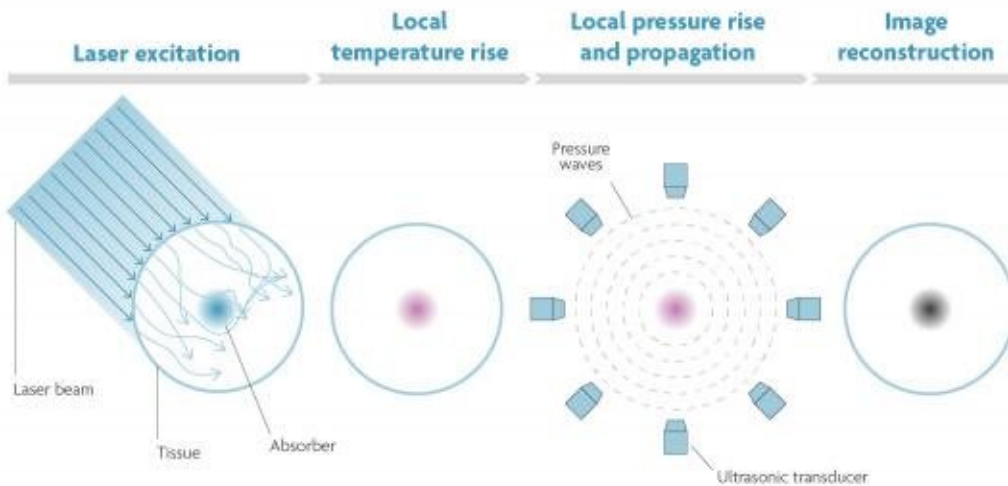 Laser excitation
Local
temperature rise
Local pressure rise
and propagation
Image
reconstruction
Pressure
waves
Laser beam
Tissue
Absorber
Ultrasonic transducer